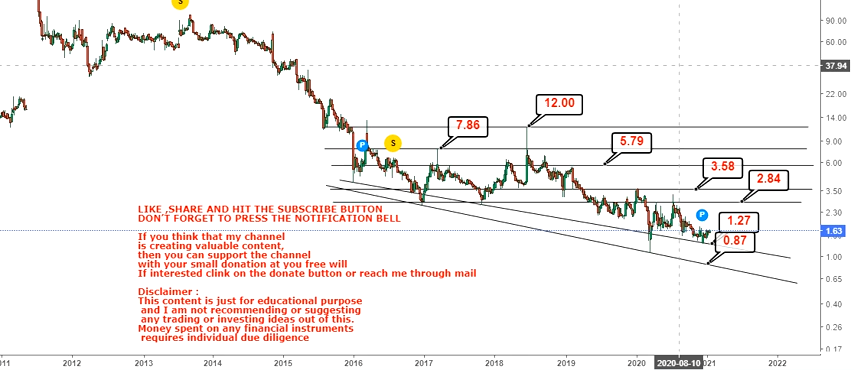 S
90.00
60.00
37.94
22.00
14.00
12.00
7.86
9.00
P
S
5.79
6.00
3.58
3.50
2.84
LIKE ,SHARE AND HIT THE SUBSCRIBE BUTTON
DON'T FORGET TO PRESS THE NOTIFICATION BELL
2.30
P
1.27
1.63
If you think that my channel
is creating valuable content,
then you can support the channel
with your small donation at you free will
If interested clink on the donate button or reach me through mail
0.87
1.00
0.65
Disclaimer :
This content is just for educational purpose
and I am not recommending or suggesting
any trading or investing ideas out of this.
Money spent on any financial instruments
requires individual due diligence
0.40
0.26
0.17
011 2012 2013 2014 2015 2016 2017 2018 2019 2020 2020-08-10 2021 2022